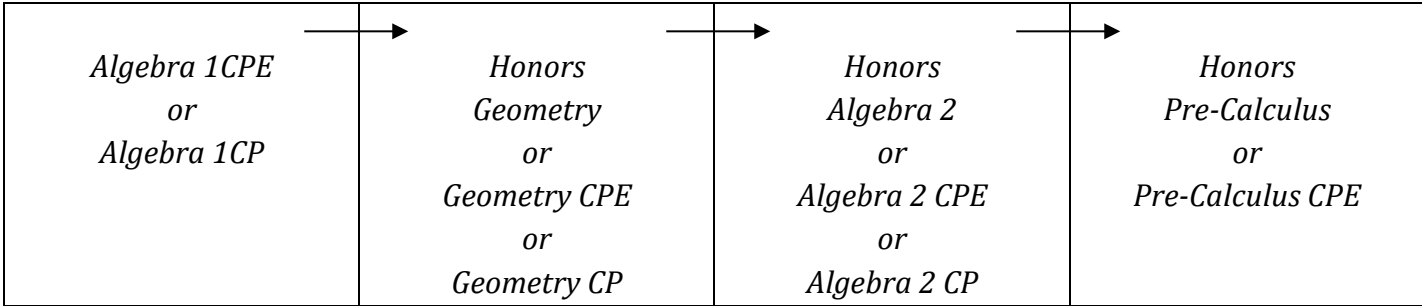 Algebra 1CPE
or
Algebra 1CP
Honors
Geometry
or
Geometry CPE
or
Geometry CP
Honors
Algebra 2
or
Algebra 2 CPE
or
Algebra 2 CP
Honors
Pre-Calculus
or
Pre-Calculus CPE